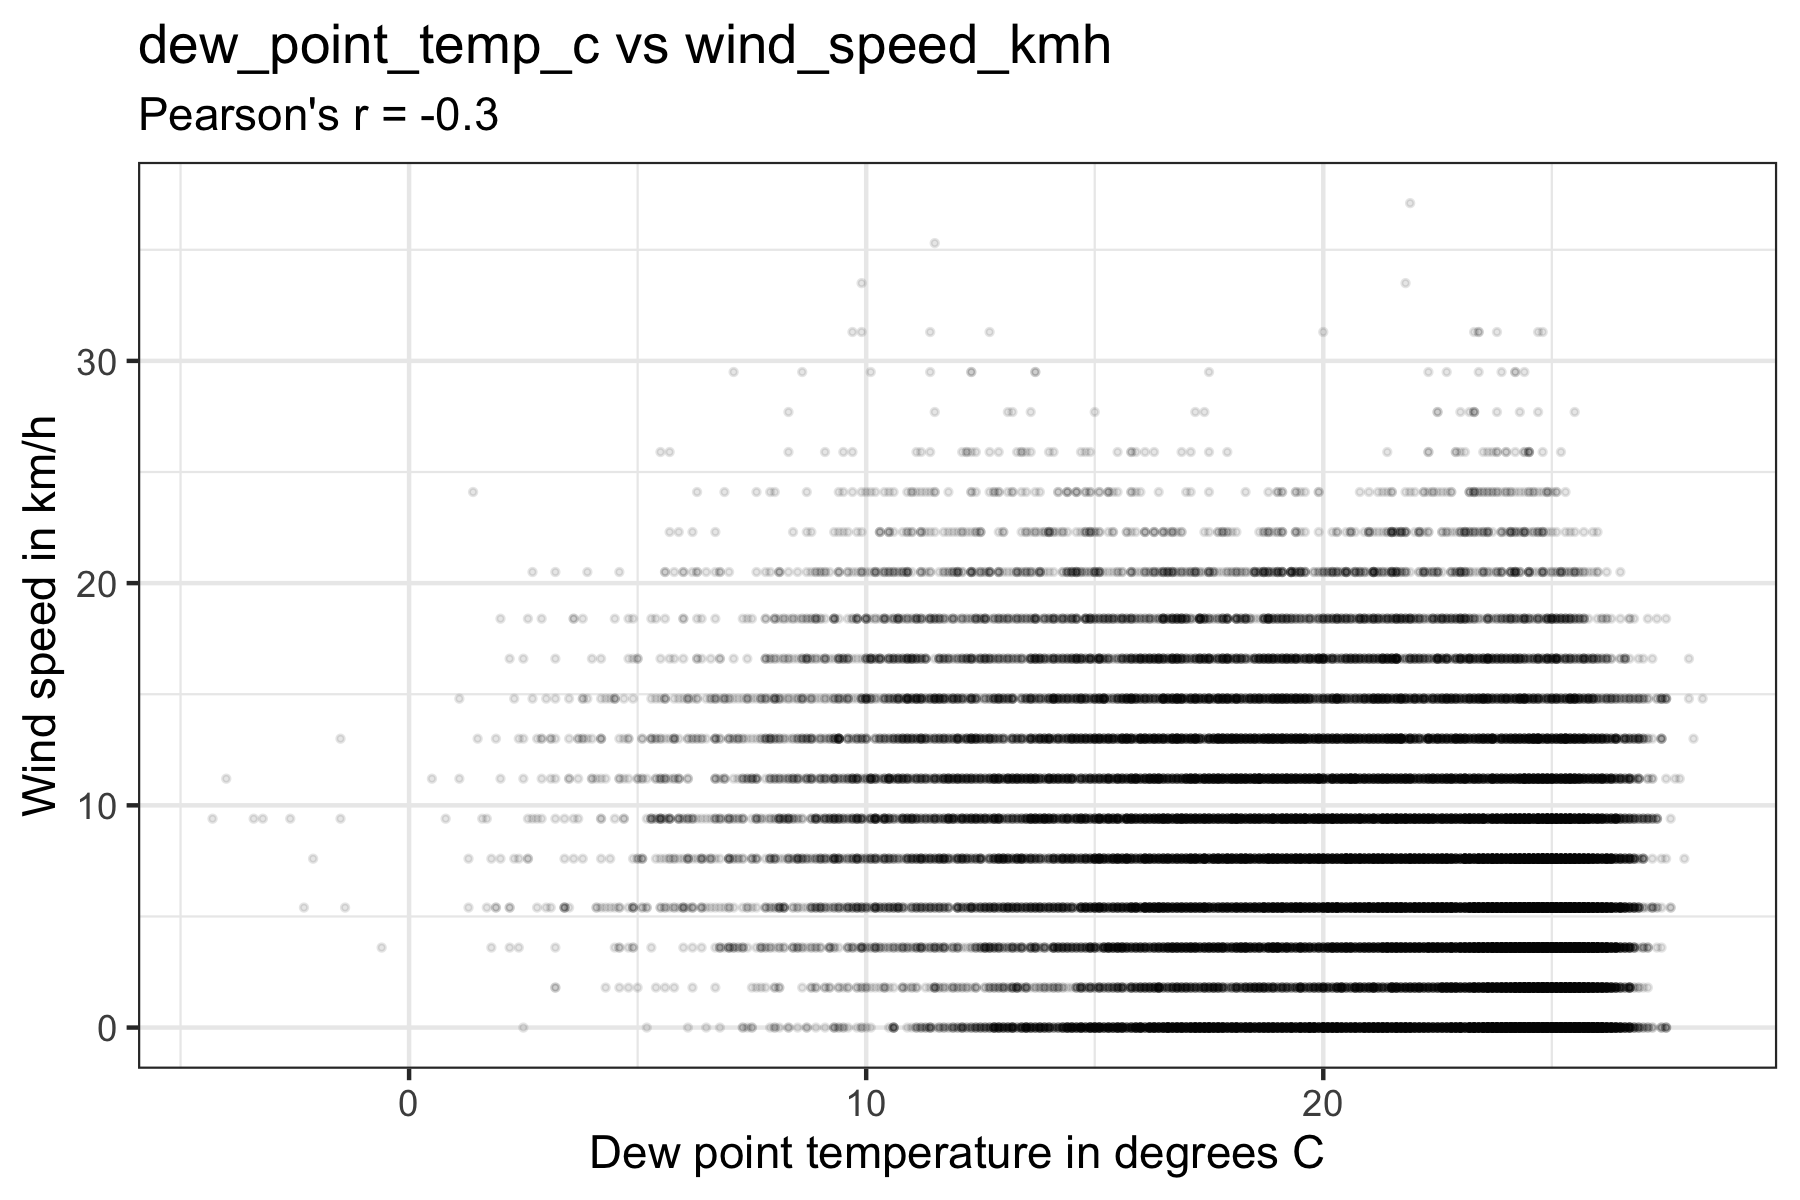 dew_point_temp_c vs wind_speed_kmh
Pearson's r = -0.3
Wind speed in km/h
30
20
10
0
0
10
20
Dew point temperature in degrees C